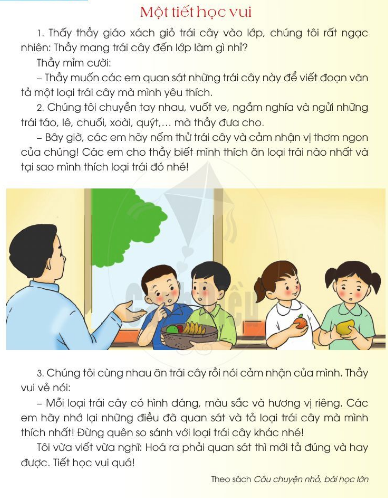 Một tiết học vui
1. Thấy thầy giáo xách giỏ trái cây vào lớp, chúng tôi rất ngạc
nhiên: Thầy mang trái cây đến lớp làm gì nhỉ?
Thầy mỉm cười:
– Thầy muốn các em quan sát những trái cây này để viết đoạn văn
tả một loại trái cây mà mình yêu thích.
2. Chúng tôi chuyền tay nhau, vuốt ve, ngắm nghía và ngửi những
trái táo, lê, chuối, xoài, quýt,... mà thầy đưa cho.
– Bây giờ, các em hãy nếm thử trái cây và cảm nhận vị thơm ngon
của chúng! Các em cho thầy biết mình thích ăn loại trái nào nhất và
tại sao mình thích loại trái đó nhé!
3. Chúng tôi cùng nhau ăn trái cây rồi nói cảm nhận của mình. Thầy
vui vẻ nói:
– Mỗi loại trái cây có hình dáng, màu sắc và hương vị riêng. Các
em hãy nhớ lại những điều đã quan sát và tả loại trái cây mà mình
thích nhất! Đừng quên so sánh với loại trái cây khác nhé!
Tôi vừa viết vừa nghĩ: Hoá ra phải quan sát thì mới tả đúng và hay
được. Tiết học vui quá!
Theo sách Câu chuyện nhỏ, bài học lớn